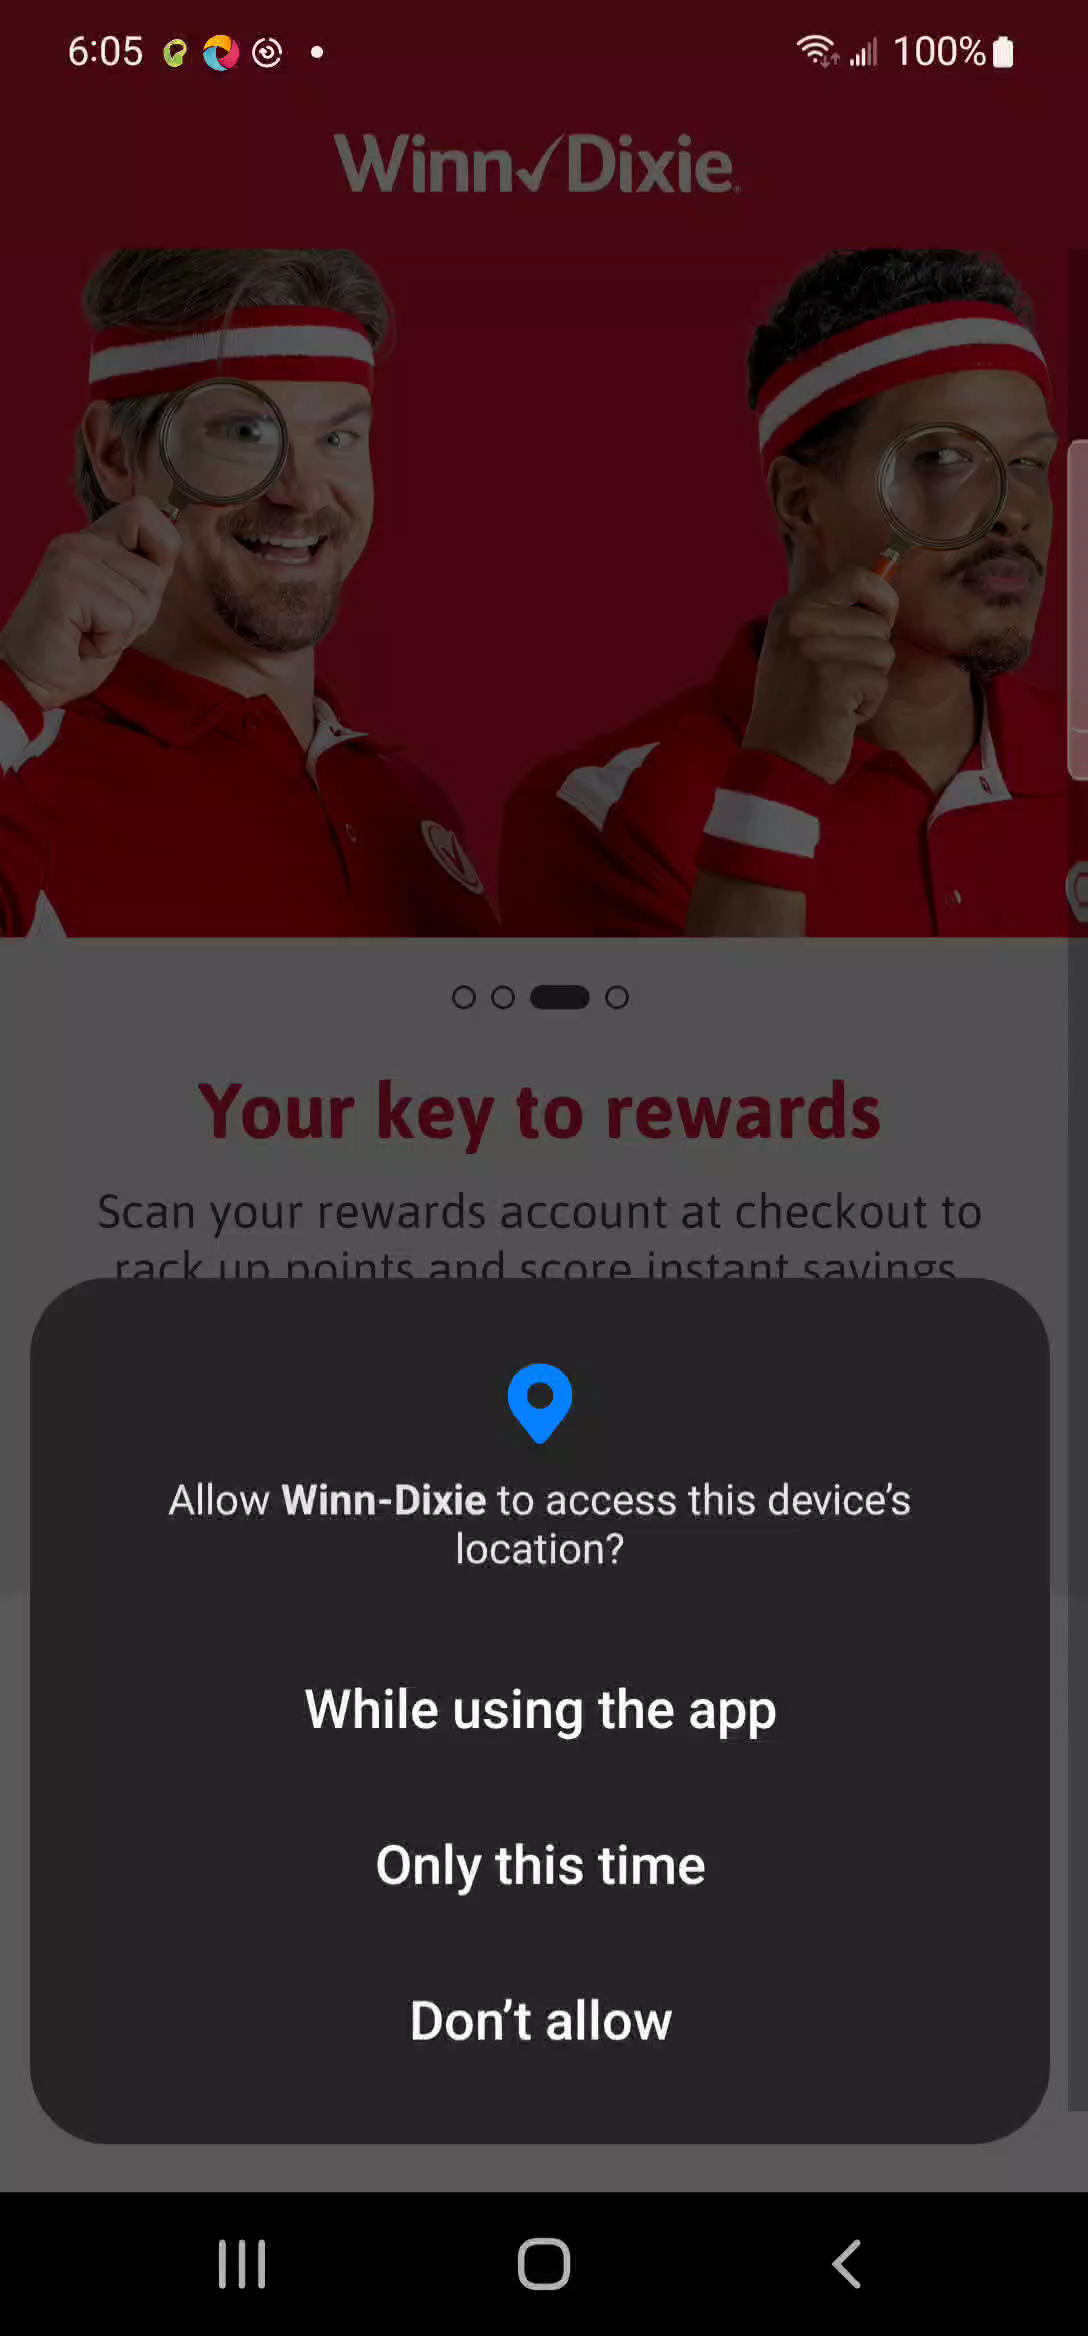 6:05 100%
Winn✓Dixie
Your key to rewards
Scan your rewards account at checkout to
rack up points and score instant savings
Allow Winn-Dixie to access this device’s
location?
While using the app
Only this time
Don’t allow